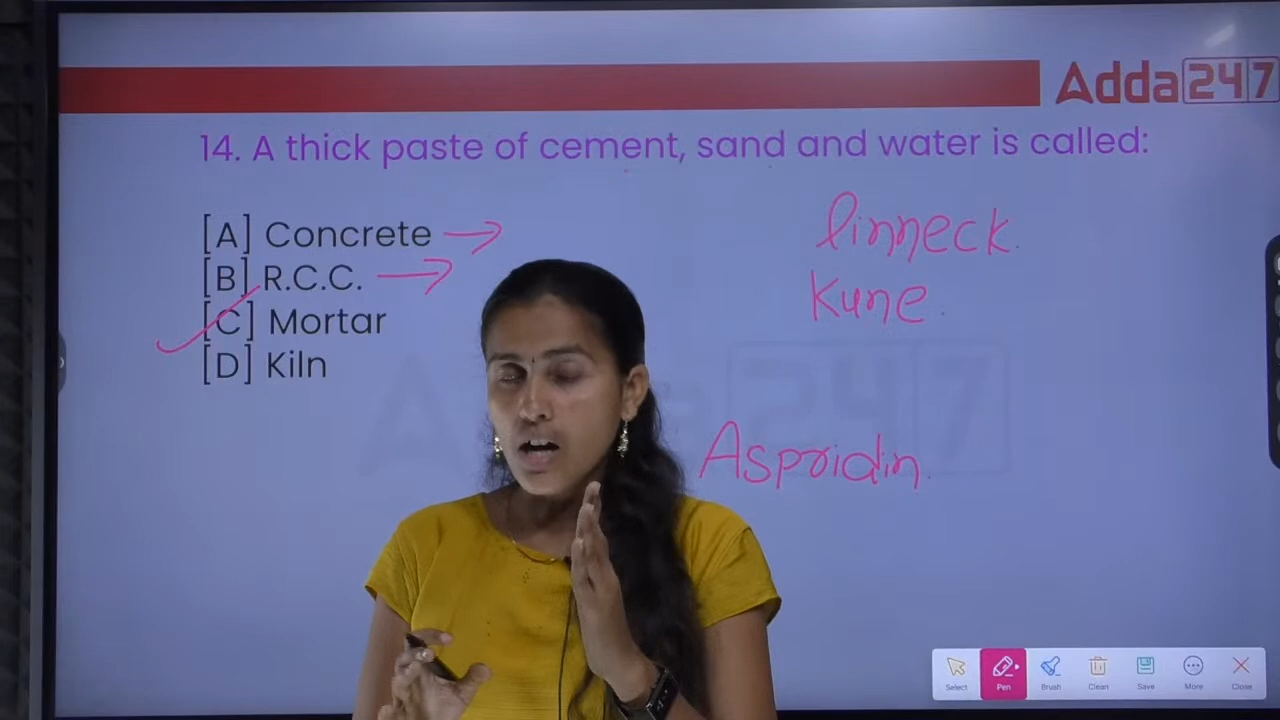 Adda247
14. A thick paste of cement, sand and water is called:
[A] Concrete →
[B] R.C.C. →
[C] Mortar
[D] Kiln
linneck.
Kune.
Aspridin.
Select
Pen
Brush
Clean
Save
More
Close